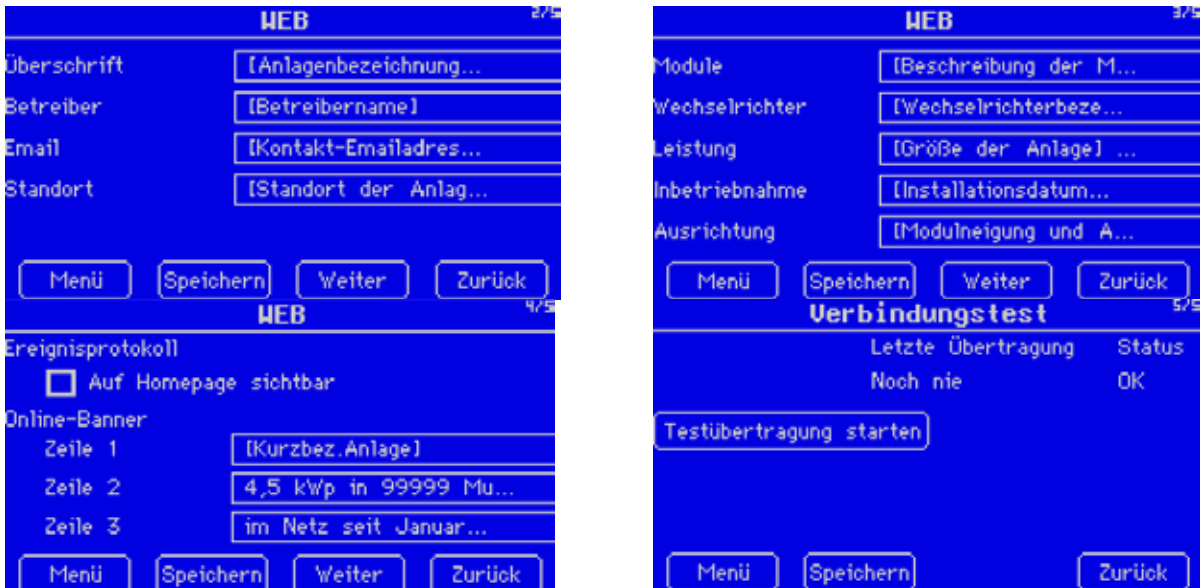 WEB 2/5
Überschrift [Anlagenbezeichnung...
Betreiber [Betreibername]
Email [Kontakt-Emailadres...
Standort [Standort der Anlag...
Menü Speichern Weiter Zurück
WEB 3/5
Module [Beschreibung der M...
Wechselrichter [Wechselrichterbeze...
Leistung [Größe der Anlage] ...
Inbetriebnahme [Installationsdatum...
Ausrichtung [Modulneigung und A...
Menü Speichern Weiter Zurück
WEB 4/5
Ereignisprotokoll
Auf Homepage sichtbar
Online-Banner
Zeile 1 [Kurzbez.Anlage]
Zeile 2 4,5 kWp in 99999 Mu...
Zeile 3 im Netz seit Januar...
Menü Speichern Weiter Zurück
Verbindungstest 5/5
Letzte Übertragung Status
Noch nie OK
Testübertragung starten
Menü Speichern Zurück